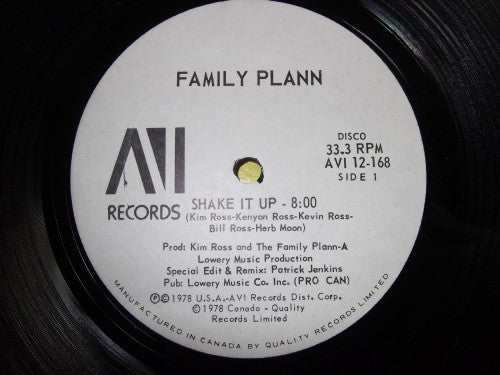 FAMILY PLANN
AVI
RECORDS
DISCO
33.3 RPM
AVI 12-168
SIDE 1
SHAKE IT UP - 8:00
(Kim Ross-Kenyon Ross-Kevin Ross-
Bill Ross-Herb Moon)
Prod: Kim Ross and The Family Plann-A
Lowery Music Production
Special Edit & Remix: Patrick Jenkins
Pub: Lowery Music Co. Inc. (PRO CAN)
Ⓟ©1978 U.S.A.-AVI Records Dist. Corp.
©1978 Canada - Quality
Records Limited
MANUFACTURED IN CANADA BY QUALITY RECORDS LIMITED